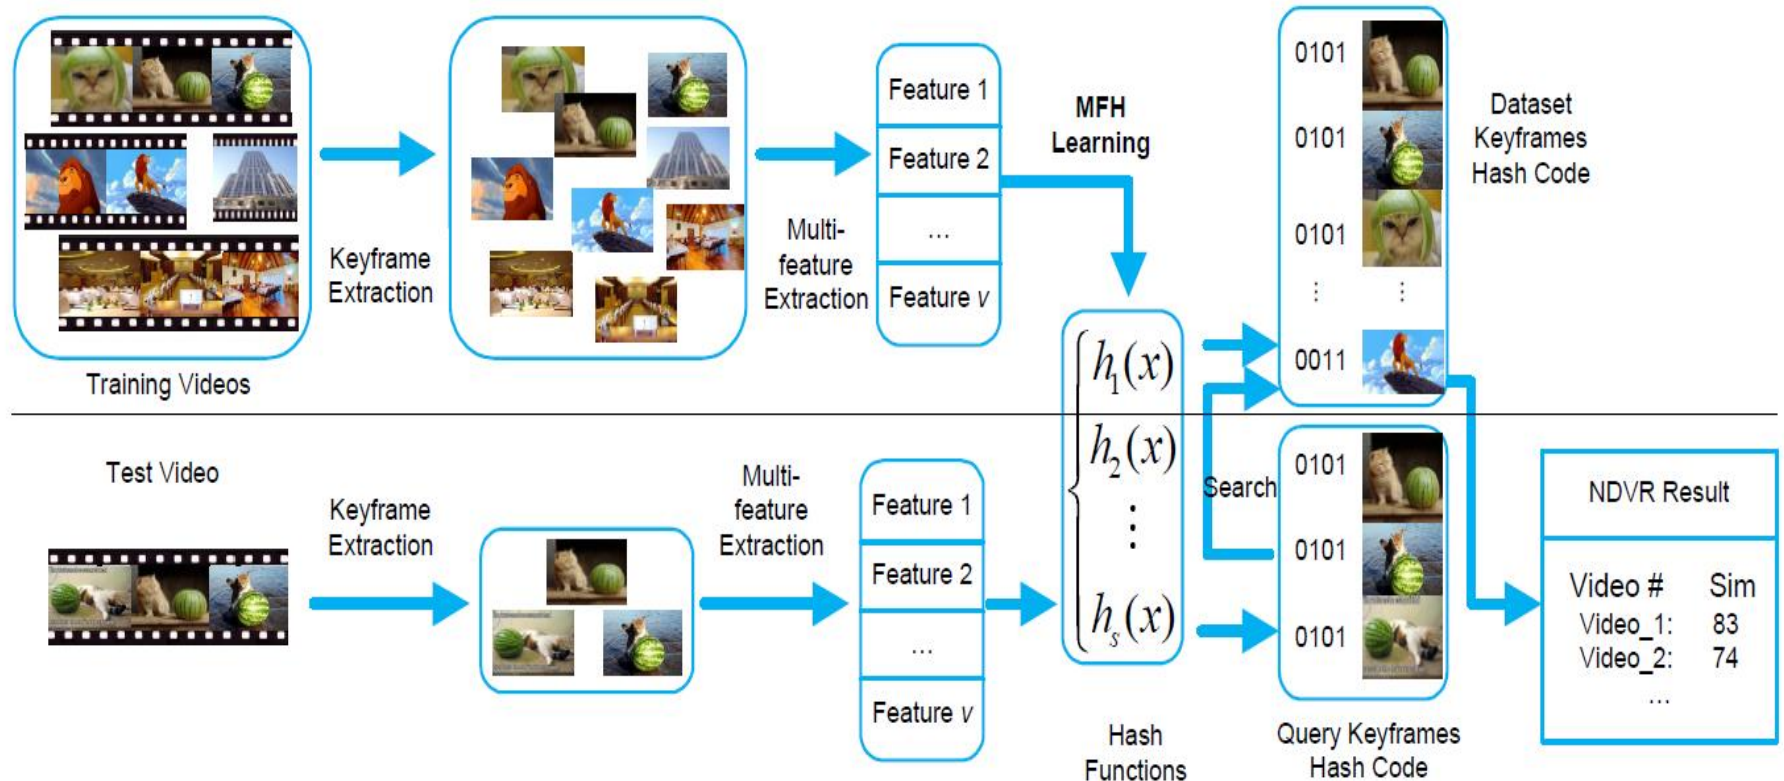 Training Videos
Keyframe
Extraction
Multi-
feature
Extraction
Feature 1
Feature 2
...
Feature v
MFH
Learning
0101
0101
0101
⋮ ⋮
0011
Dataset
Keyframes
Hash Code
Test Video
Keyframe
Extraction
Multi-
feature
Extraction
Feature 1
Feature 2
...
Feature v
h₁(x)
h₂(x)
⋮
hₛ(x)
Hash
Functions
Search
0101
0101
0101
Query Keyframes
Hash Code
NDVR Result
Video # Sim
Video_1: 83
Video_2: 74
...